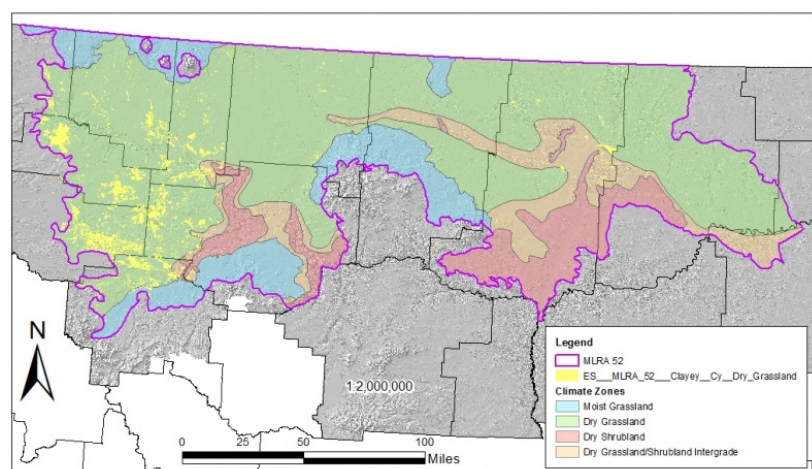 N
1:2,000,000
0 25 50 100
Miles
Legend
MLRA 52
ES___MLRA_52___Clayey__Cy__Dry_Grassland
Climate Zones
Moist Grassland
Dry Grassland
Dry Shrubland
Dry Grassland/Shrubland Intergrade